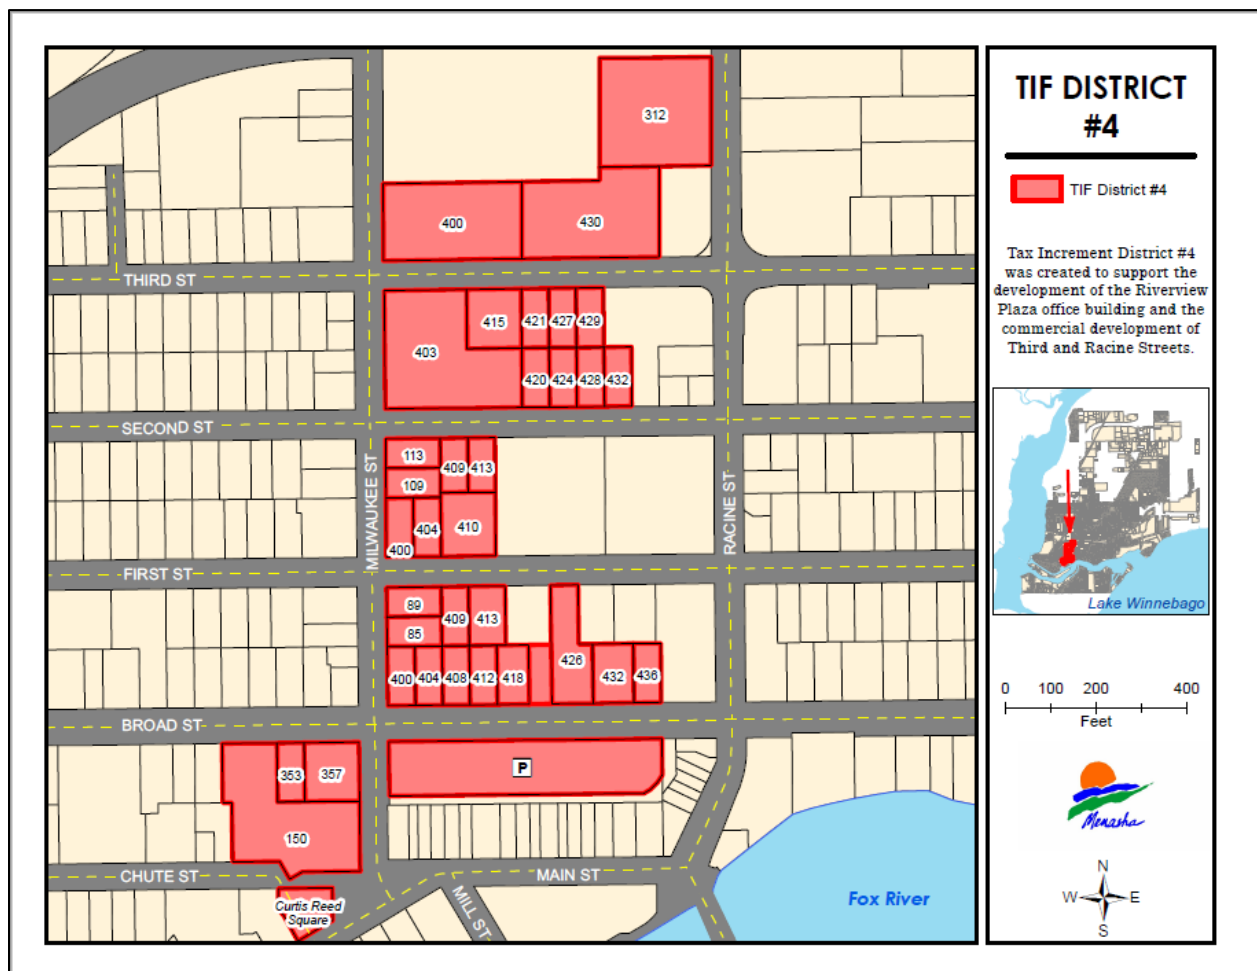 TIF DISTRICT
#4
TIF District #4
Tax Increment District #4
was created to support the
development of the Riverview
Plaza office building and the
commercial development of
Third and Racine Streets.
Lake Winnebago
0 100 200 400
Feet
Menasha
N
W E
S
312
400 430
THIRD ST
415 421 427 429
403
420 424 428 432
SECOND ST
MILWAUKEE ST
RACINE ST
113 409 413
109
404 410
400
FIRST ST
89 409 413
85
426
400 404 408 412 418 432 436
BROAD ST
353 357
P
150
CHUTE ST
MAIN ST
MILL ST
Curtis Reed
Square
Fox River